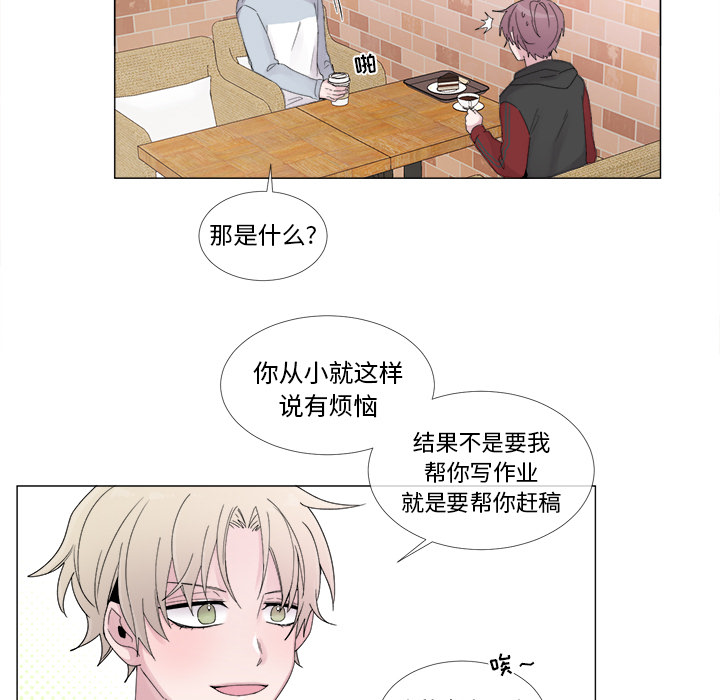 啪
那是什么?
你从小就这样
说有烦恼
结果不是要我
帮你写作业
就是要帮你赶稿
唉～